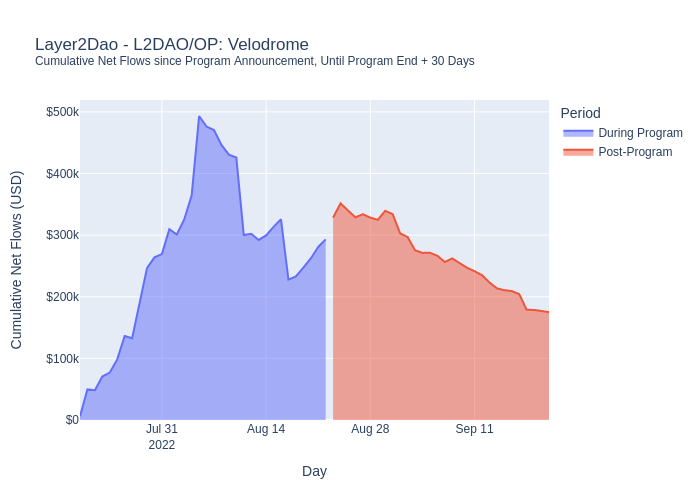 Layer2Dao - L2DAO/OP: Velodrome
Cumulative Net Flows since Program Announcement, Until Program End + 30 Days
Period
During Program
Post-Program
Cumulative Net Flows (USD)
$500k
$400k
$300k
$200k
$100k
$0
Jul 31
2022
Aug 14
Aug 28
Sep 11
Day